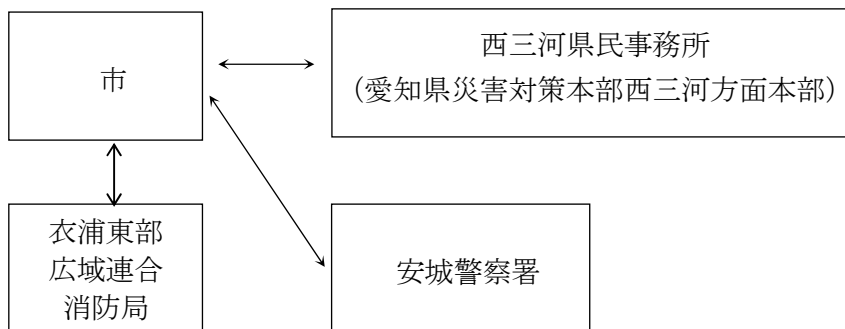 市
西三河県民事務所
(愛知県災害対策本部西三河方面本部)
衣浦東部
広域連合
消防局
安城警察署